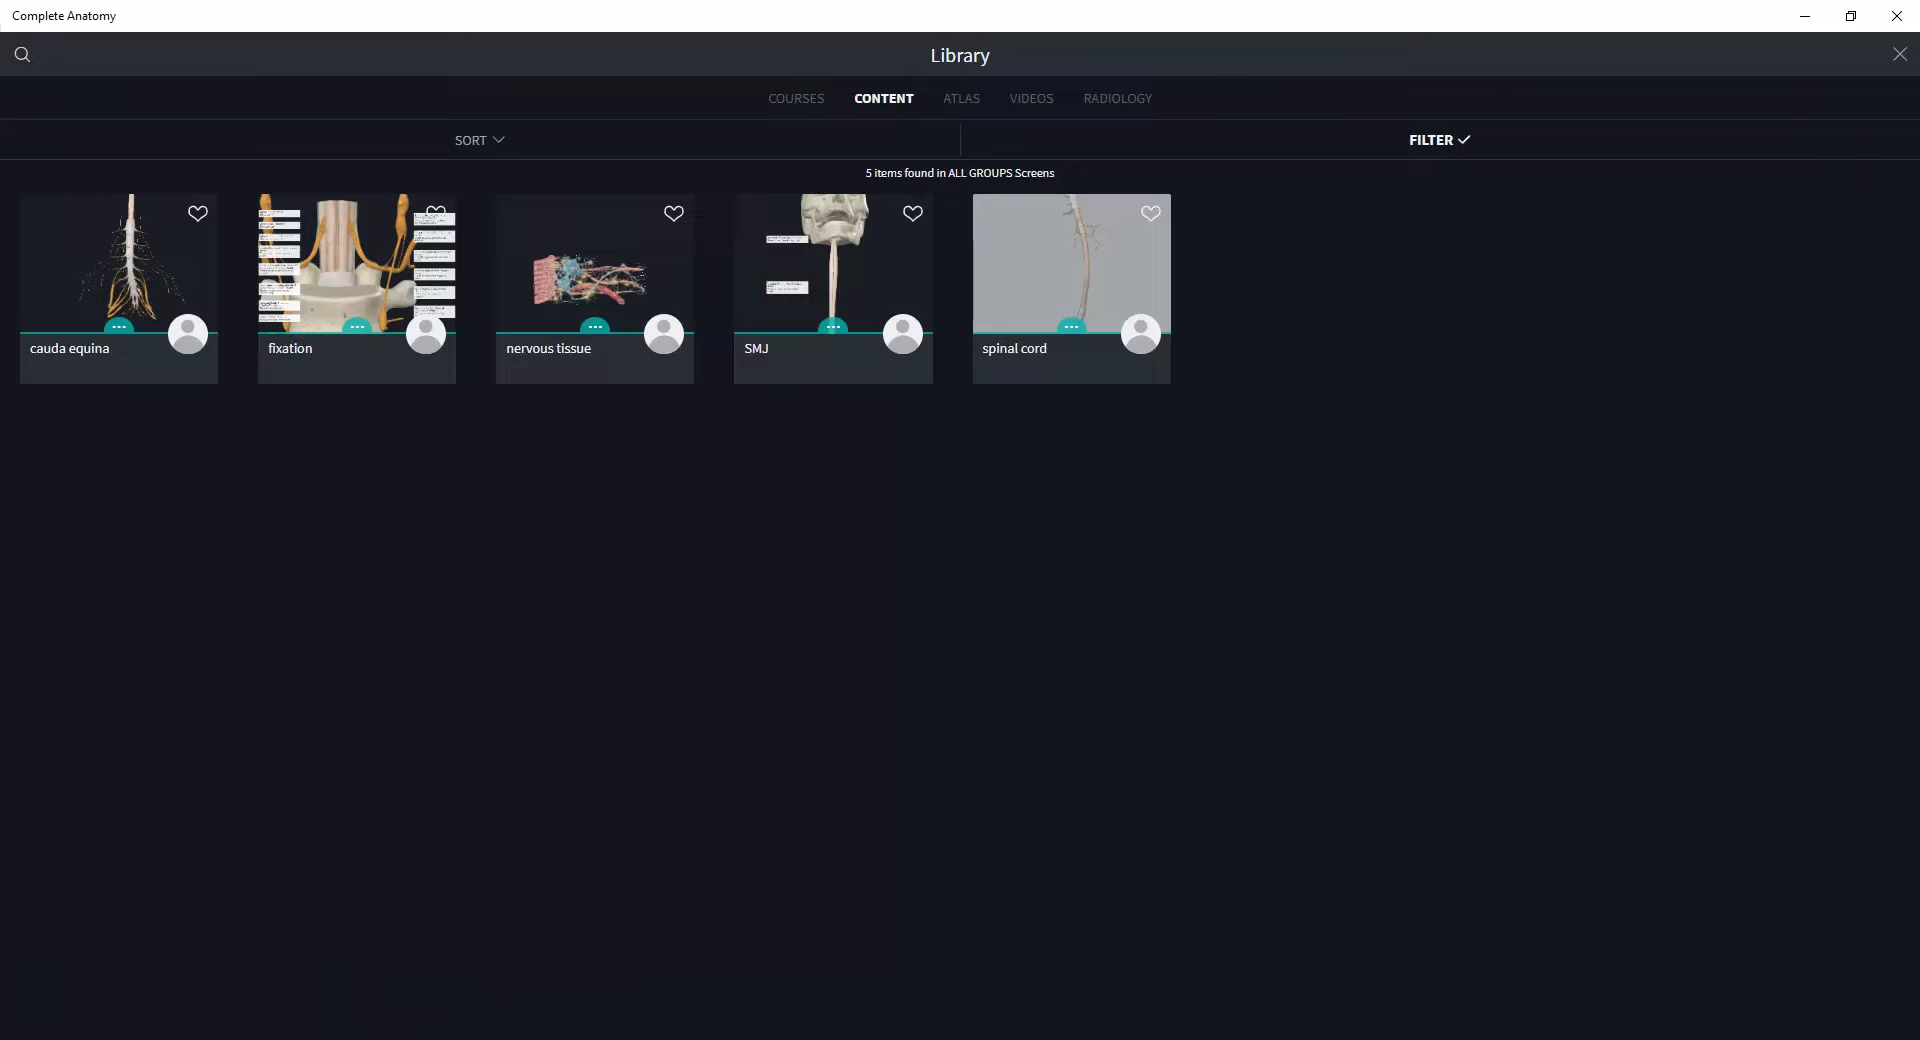 Complete Anatomy
Library
COURSES CONTENT ATLAS VIDEOS RADIOLOGY
SORT FILTER
5 items found in ALL GROUPS Screens
cauda equina
fixation
nervous tissue
SMJ
spinal cord